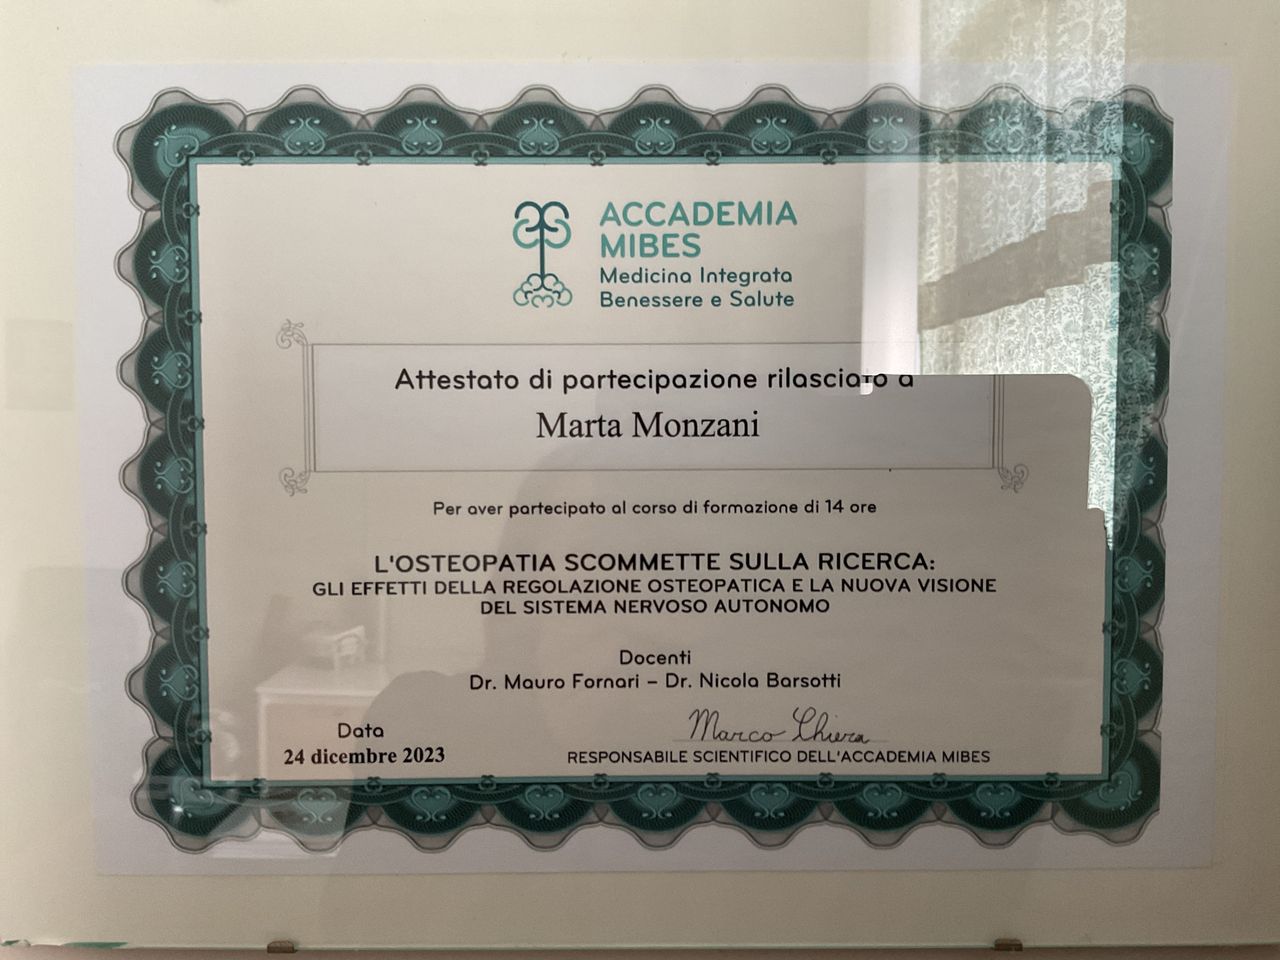 ACCADEMIA
MIBES
Medicina Integrata
Benessere e Salute
Attestato di partecipazione rilasciato a
Marta Monzani
Per aver partecipato al corso di formazione di 14 ore
L'OSTEOPATIA SCOMMETTE SULLA RICERCA:
GLI EFFETTI DELLA REGOLAZIONE OSTEOPATICA E LA NUOVA VISIONE
DEL SISTEMA NERVOSO AUTONOMO
Docenti
Dr. Mauro Fornari – Dr. Nicola Barsotti
Data
24 dicembre 2023
Marco Chiera
RESPONSABILE SCIENTIFICO DELL'ACCADEMIA MIBES